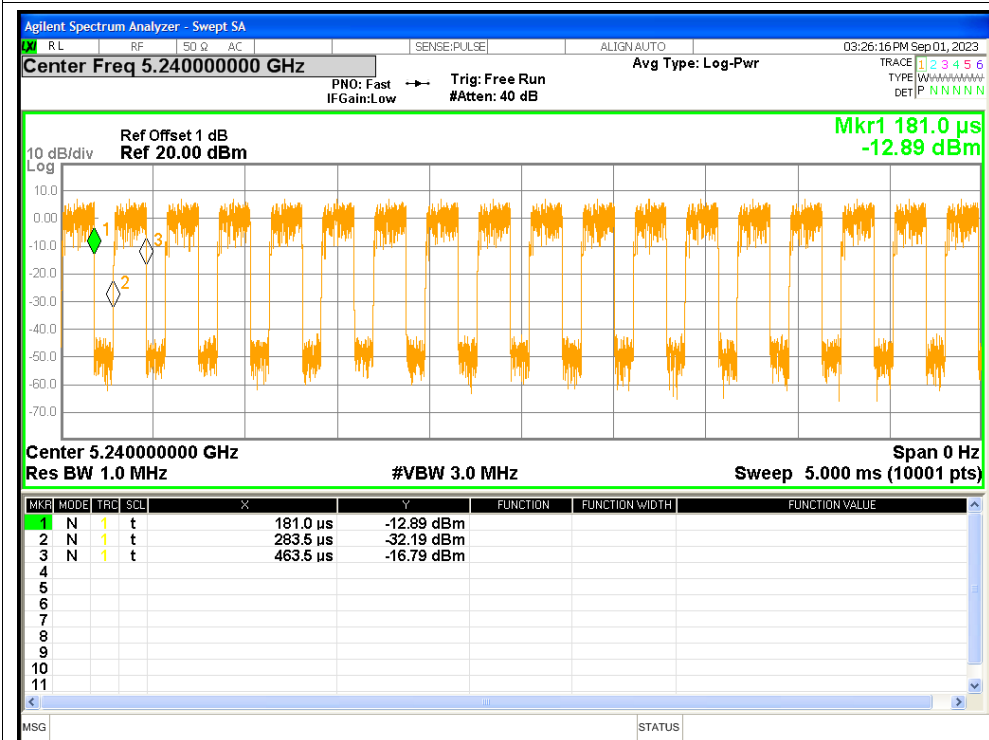 Agilent Spectrum Analyzer - Swept SA
LXI RL RF 50 Ω AC SENSE:PULSE ALIGN AUTO 03:26:16 PM Sep 01, 2023
Center Freq 5.240000000 GHz Avg Type: Log-Pwr TRACE 1 2 3 4 5 6
PNO: Fast Trig: Free Run TYPE
IFGain:Low #Atten: 40 dB DET P N N N N N
Mkr1 181.0 µs
Ref Offset 1 dB
10 dB/div Ref 20.00 dBm -12.89 dBm
Log
10.0
0.00
1
-10.0
3
-20.0
2
-30.0
-40.0
-50.0
-60.0
-70.0
Center 5.240000000 GHz Span 0 Hz
Res BW 1.0 MHz #VBW 3.0 MHz Sweep 5.000 ms (10001 pts)
MKR MODE TRC SCL X Y FUNCTION FUNCTION WIDTH FUNCTION VALUE
1 N 1 t 181.0 µs -12.89 dBm
2 N 1 t 283.5 µs -32.19 dBm
3 N 1 t 463.5 µs -16.79 dBm
4
5
6
7
8
9
10
11
MSG STATUS